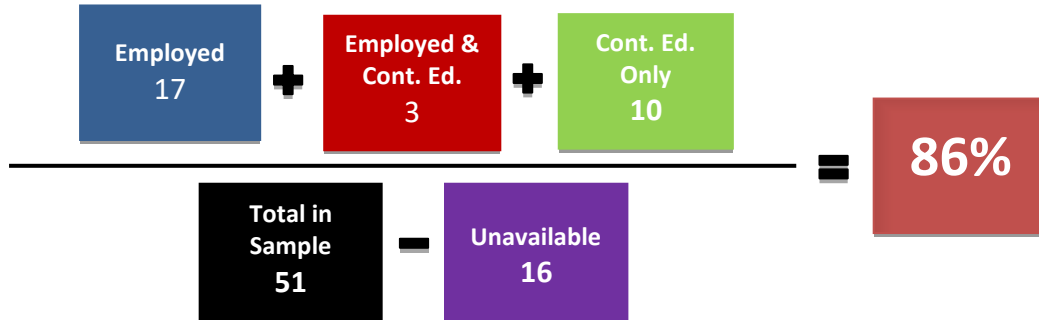 Employed
17
Employed &
Cont. Ed.
3
Cont. Ed.
Only
10
86%
Total in
Sample
51
Unavailable
16